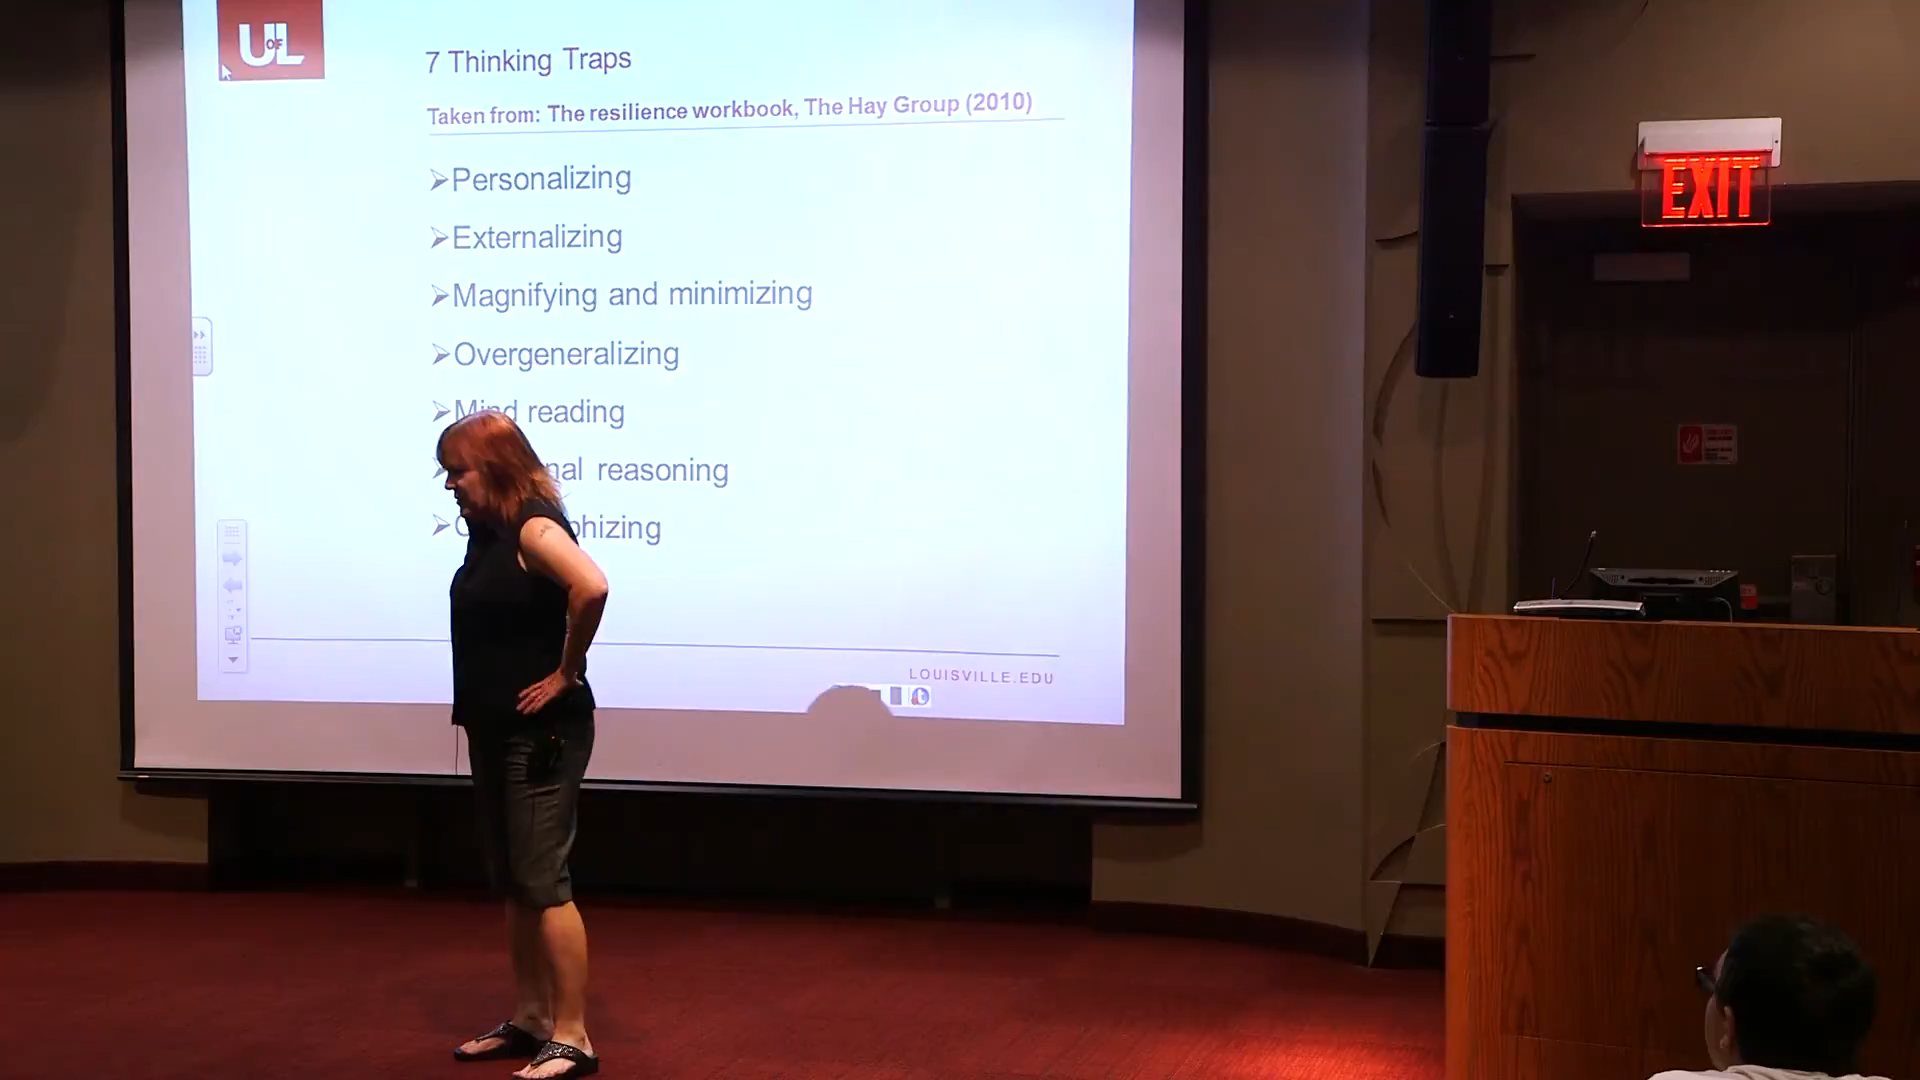 UofL
7 Thinking Traps
Taken from: The resilience workbook, The Hay Group (2010)
➢Personalizing
➢Externalizing
➢Magnifying and minimizing
➢Overgeneralizing
➢Mind reading
➢ reasoning
➢
LOUISVILLE.EDU
EXIT